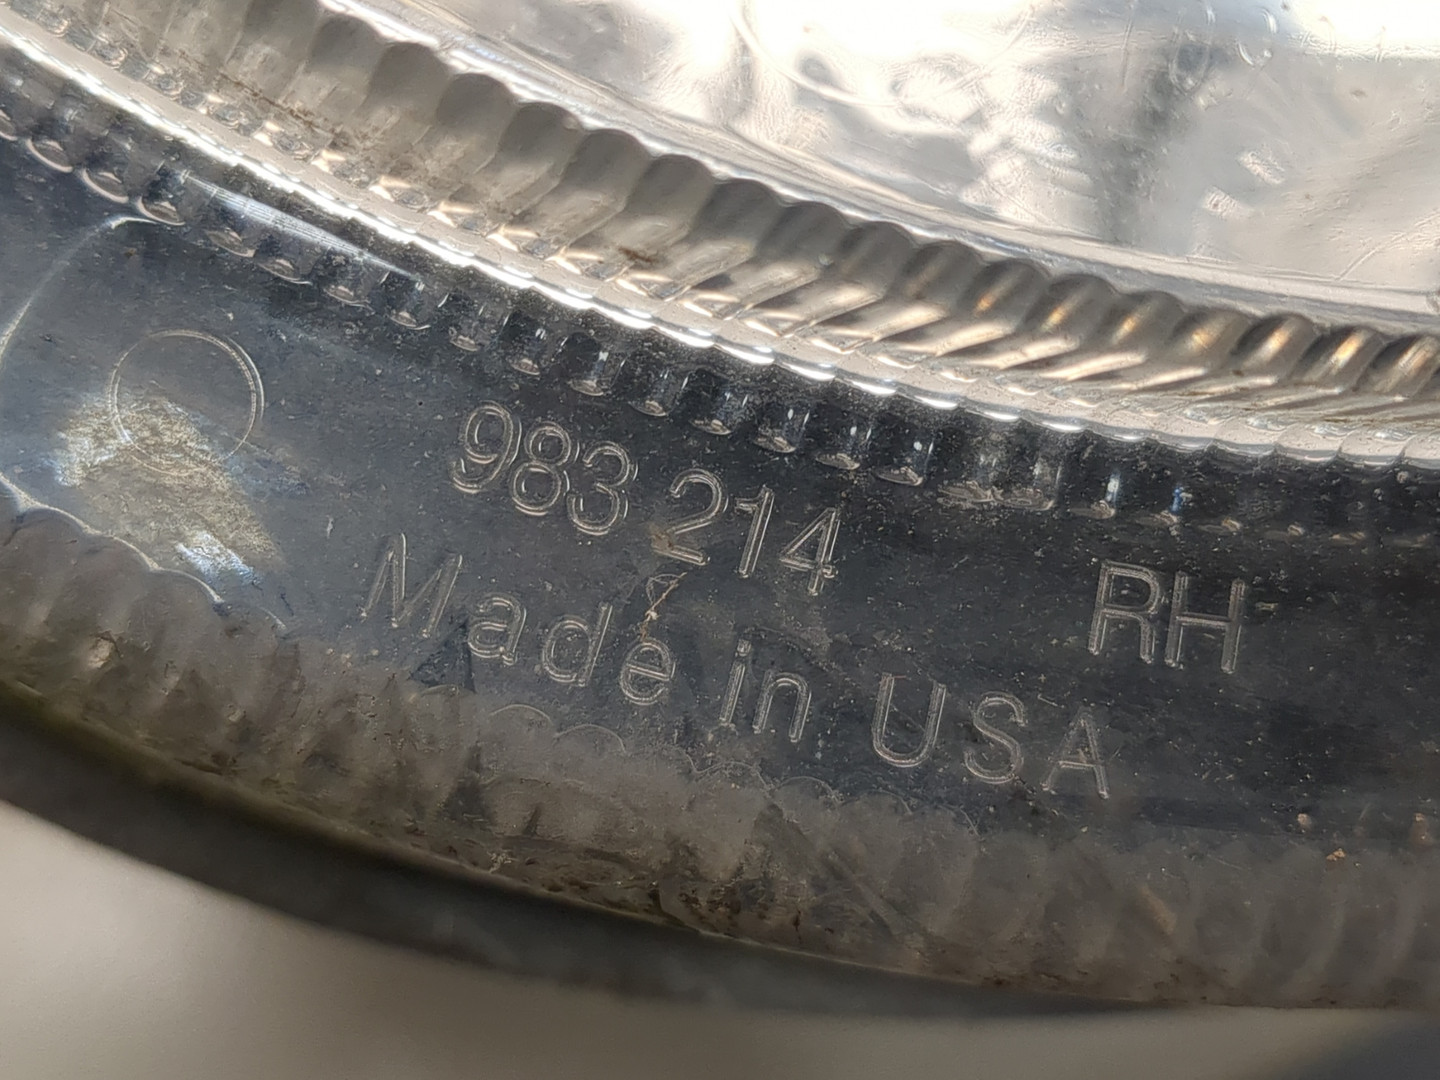 983 214 RH
Made in USA